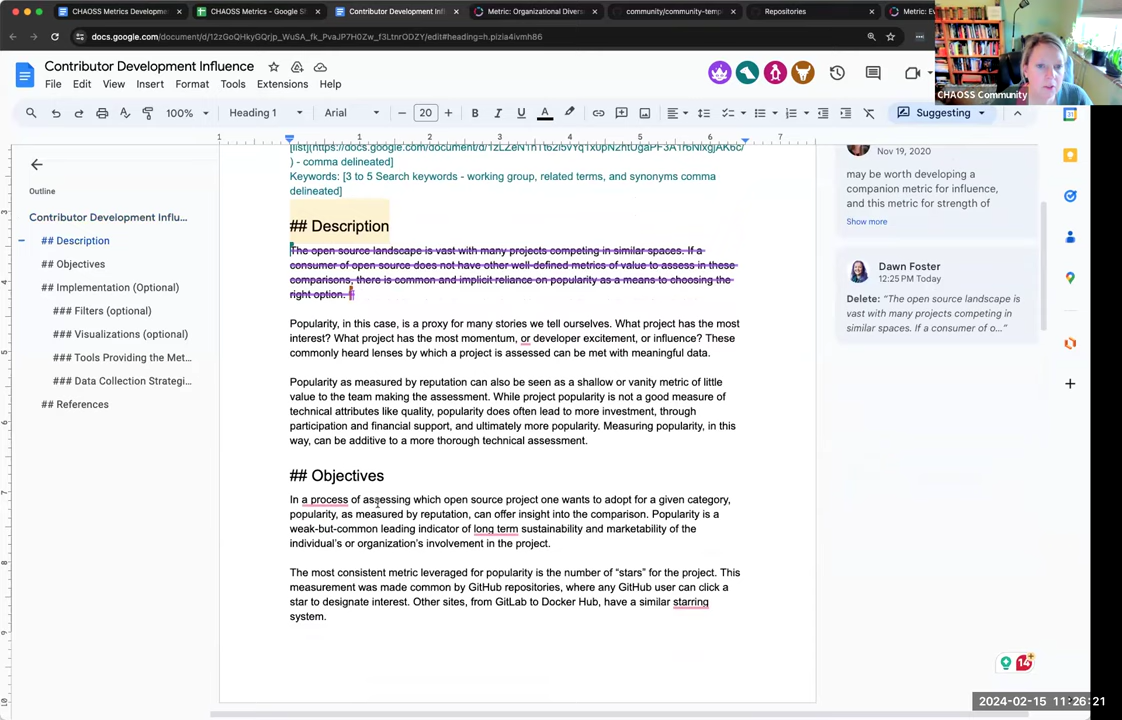 CHAOSS Metrics Developmen
CHAOSS Metrics - Google Sh
Contributor Development Infl
Metric: Organizational Divers
community/community-temp
Repositories
Metric: Ev
docs.google.com/document/d/12zGoQHkyGQrjp_WuSA_fk_PvaJP7H0Zw_f3LtnrODZY/edit#heading=h.pizia4ivmh86
Contributor Development Influence
File Edit View Insert Format Tools Extensions Help
100% Heading 1 Arial 20 B I U A Suggesting
CHAOSS Community
1 1 2 3 4 5 6 7
Outline
Contributor Development Influ...
## Description
## Objectives
## Implementation (Optional)
### Filters (optional)
### Visualizations (optional)
### Tools Providing the Met...
### Data Collection Strategi...
## References
) - comma delineated]
Keywords: [3 to 5 Search keywords - working group, related terms, and synonyms comma
delineated]
## Description
The open source landscape is vast with many projects competing in similar spaces. If a
consumer of open source does not have other well-defined metrics of value to assess in these
comparisons, there is common and implicit reliance on popularity as a means to choosing the
right option.
Popularity, in this case, is a proxy for many stories we tell ourselves. What project has the most
interest? What project has the most momentum, or developer excitement, or influence? These
commonly heard lenses by which a project is assessed can be met with meaningful data.
Popularity as measured by reputation can also be seen as a shallow or vanity metric of little
value to the team making the assessment. While project popularity is not a good measure of
technical attributes like quality, popularity does often lead to more investment, through
participation and financial support, and ultimately more popularity. Measuring popularity, in this
way, can be additive to a more thorough technical assessment.
## Objectives
In a process of assessing which open source project one wants to adopt for a given category,
popularity, as measured by reputation, can offer insight into the comparison. Popularity is a
weak-but-common leading indicator of long term sustainability and marketability of the
individual's or organization's involvement in the project.
The most consistent metric leveraged for popularity is the number of “stars” for the project. This
measurement was made common by GitHub repositories, where any GitHub user can click a
star to designate interest. Other sites, from GitLab to Docker Hub, have a similar starring
system.
Nov 19, 2020
may be worth developing a
companion metric for influence,
and this metric for strength of
Show more
Dawn Foster
12:25 PM Today
Delete: “The open source landscape is
vast with many projects competing in
similar spaces. If a consumer of o...”
14
2024-02-15 11:26:21